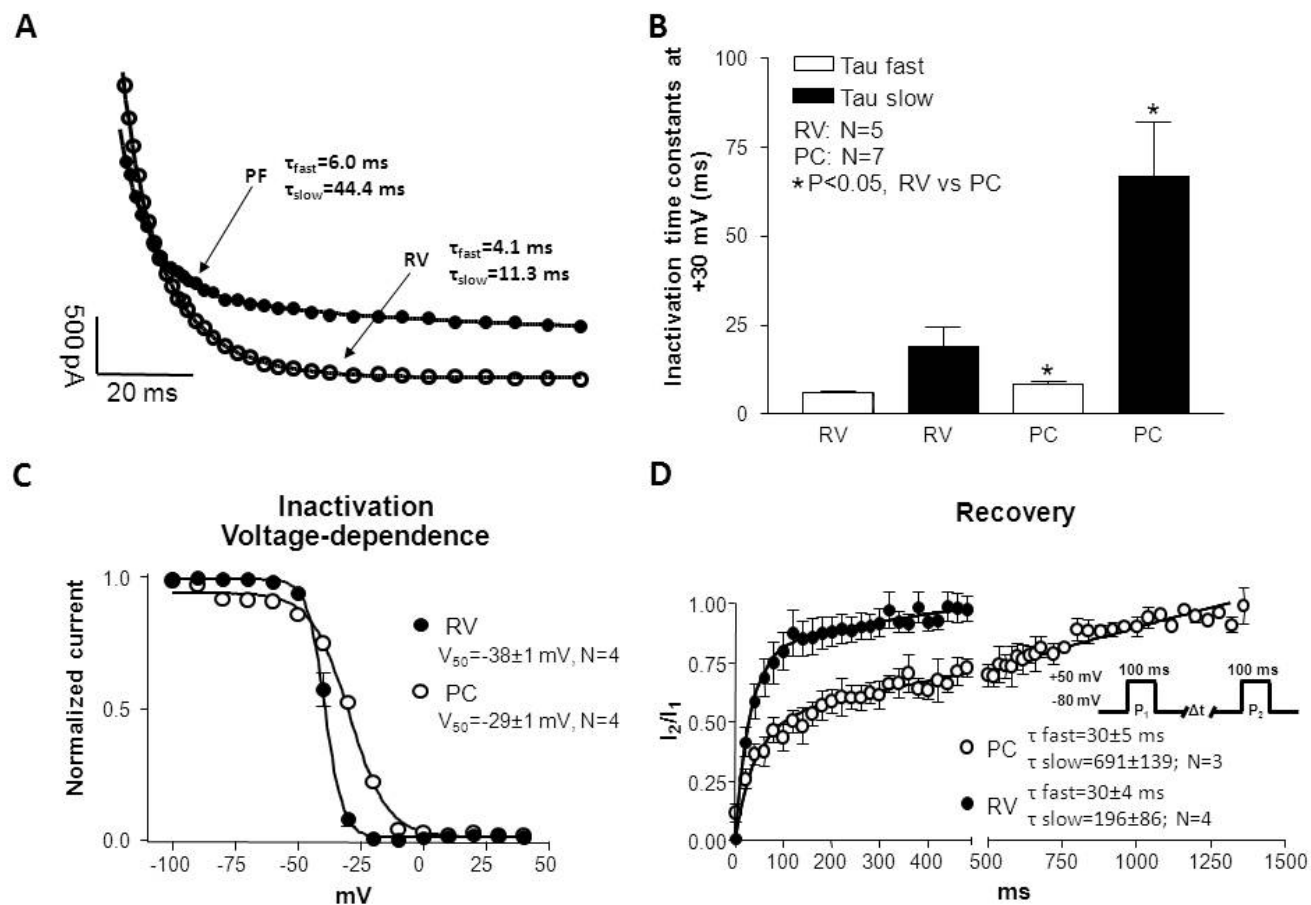 A
PF
τfast=6.0 ms
τslow=44.4 ms
RV
τfast=4.1 ms
τslow=11.3 ms
500 pA
20 ms
B
Inactivation time constants at
+30 mV (ms)
100
75
50
25
0
Tau fast
Tau slow
RV: N=5
PC: N=7
*P<0.05, RV vs PC
*
*
RV
RV
PC
PC
C
Inactivation
Voltage-dependence
Normalized current
1.0
0.5
0.0
RV
V50=-38±1 mV, N=4
PC
V50=-29±1 mV, N=4
-100
-75
-50
-25
0
25
50
mV
D
Recovery
I2/I1
1.00
0.75
0.50
0.25
0.00
+50 mV
-80 mV
100 ms
100 ms
P1
Δt
P2
PC
τ fast=30±5 ms
τ slow=691±139; N=3
RV
τ fast=30±4 ms
τ slow=196±86; N=4
0
100
200
300
400
500
750
1000
1250
1500
ms